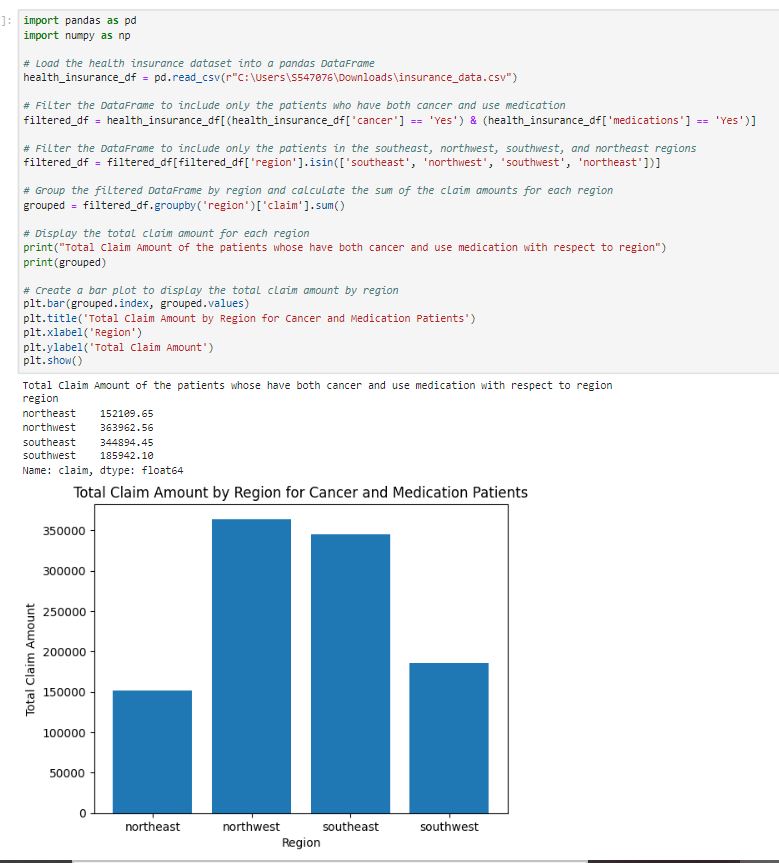 ]:
import pandas as pd
import numpy as np
# Load the health insurance dataset into a pandas DataFrame
health_insurance_df = pd.read_csv(r"C:\Users\S547076\Downloads\insurance_data.csv")
# Filter the DataFrame to include only the patients who have both cancer and use medication
filtered_df = health_insurance_df[(health_insurance_df['cancer'] == 'Yes') & (health_insurance_df['medications'] == 'Yes')]
# Filter the DataFrame to include only the patients in the southeast, northwest, southwest, and northeast regions
filtered_df = filtered_df[filtered_df['region'].isin(['southeast', 'northwest', 'southwest', 'northeast'])]
# Group the filtered DataFrame by region and calculate the sum of the claim amounts for each region
grouped = filtered_df.groupby('region')['claim'].sum()
# Display the total claim amount for each region
print("Total Claim Amount of the patients whose have both cancer and use medication with respect to region")
print(grouped)
# Create a bar plot to display the total claim amount by region
plt.bar(grouped.index, grouped.values)
plt.title('Total Claim Amount by Region for Cancer and Medication Patients')
plt.xlabel('Region')
plt.ylabel('Total Claim Amount')
plt.show()
Total Claim Amount of the patients whose have both cancer and use medication with respect to region
region
northeast    152109.65
northwest    363962.56
southeast    344894.45
southwest    185942.10
Name: claim, dtype: float64
Total Claim Amount by Region for Cancer and Medication Patients
350000
300000
250000
200000
150000
100000
50000
0
Total Claim Amount
northeast northwest southeast southwest
Region